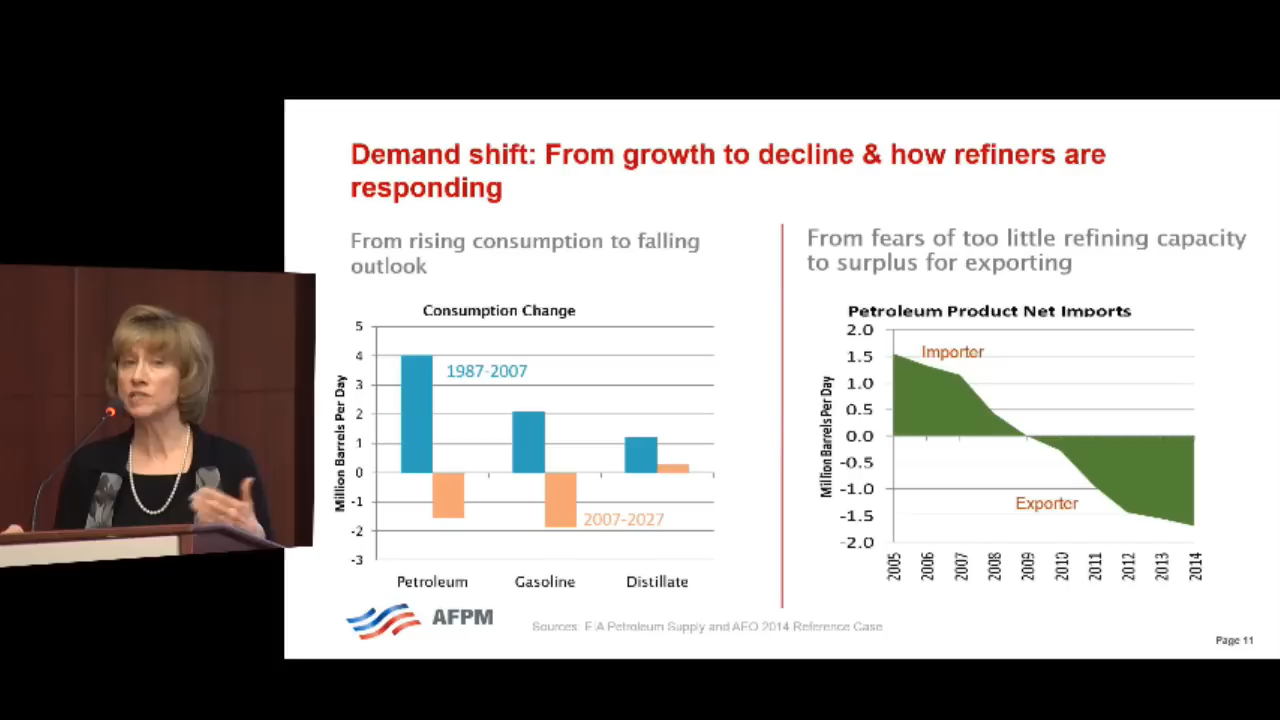 Demand shift: From growth to decline & how refiners are
responding
From rising consumption to falling
outlook
Consumption Change
Million Barrels Per Day
5
4
3
2
1
0
-1
-2
-3
1987-2007
2007-2027
Petroleum
Gasoline
Distillate
From fears of too little refining capacity
to surplus for exporting
Petroleum Product Net Imports
Million Barrels Per Day
2.0
1.5
1.0
0.5
0.0
-0.5
-1.0
-1.5
-2.0
Importer
Exporter
2005
2006
2007
2008
2009
2010
2011
2012
2013
2014
AFPM
Sources: EIA Petroleum Supply and AEO 2014 Reference Case
Page 11